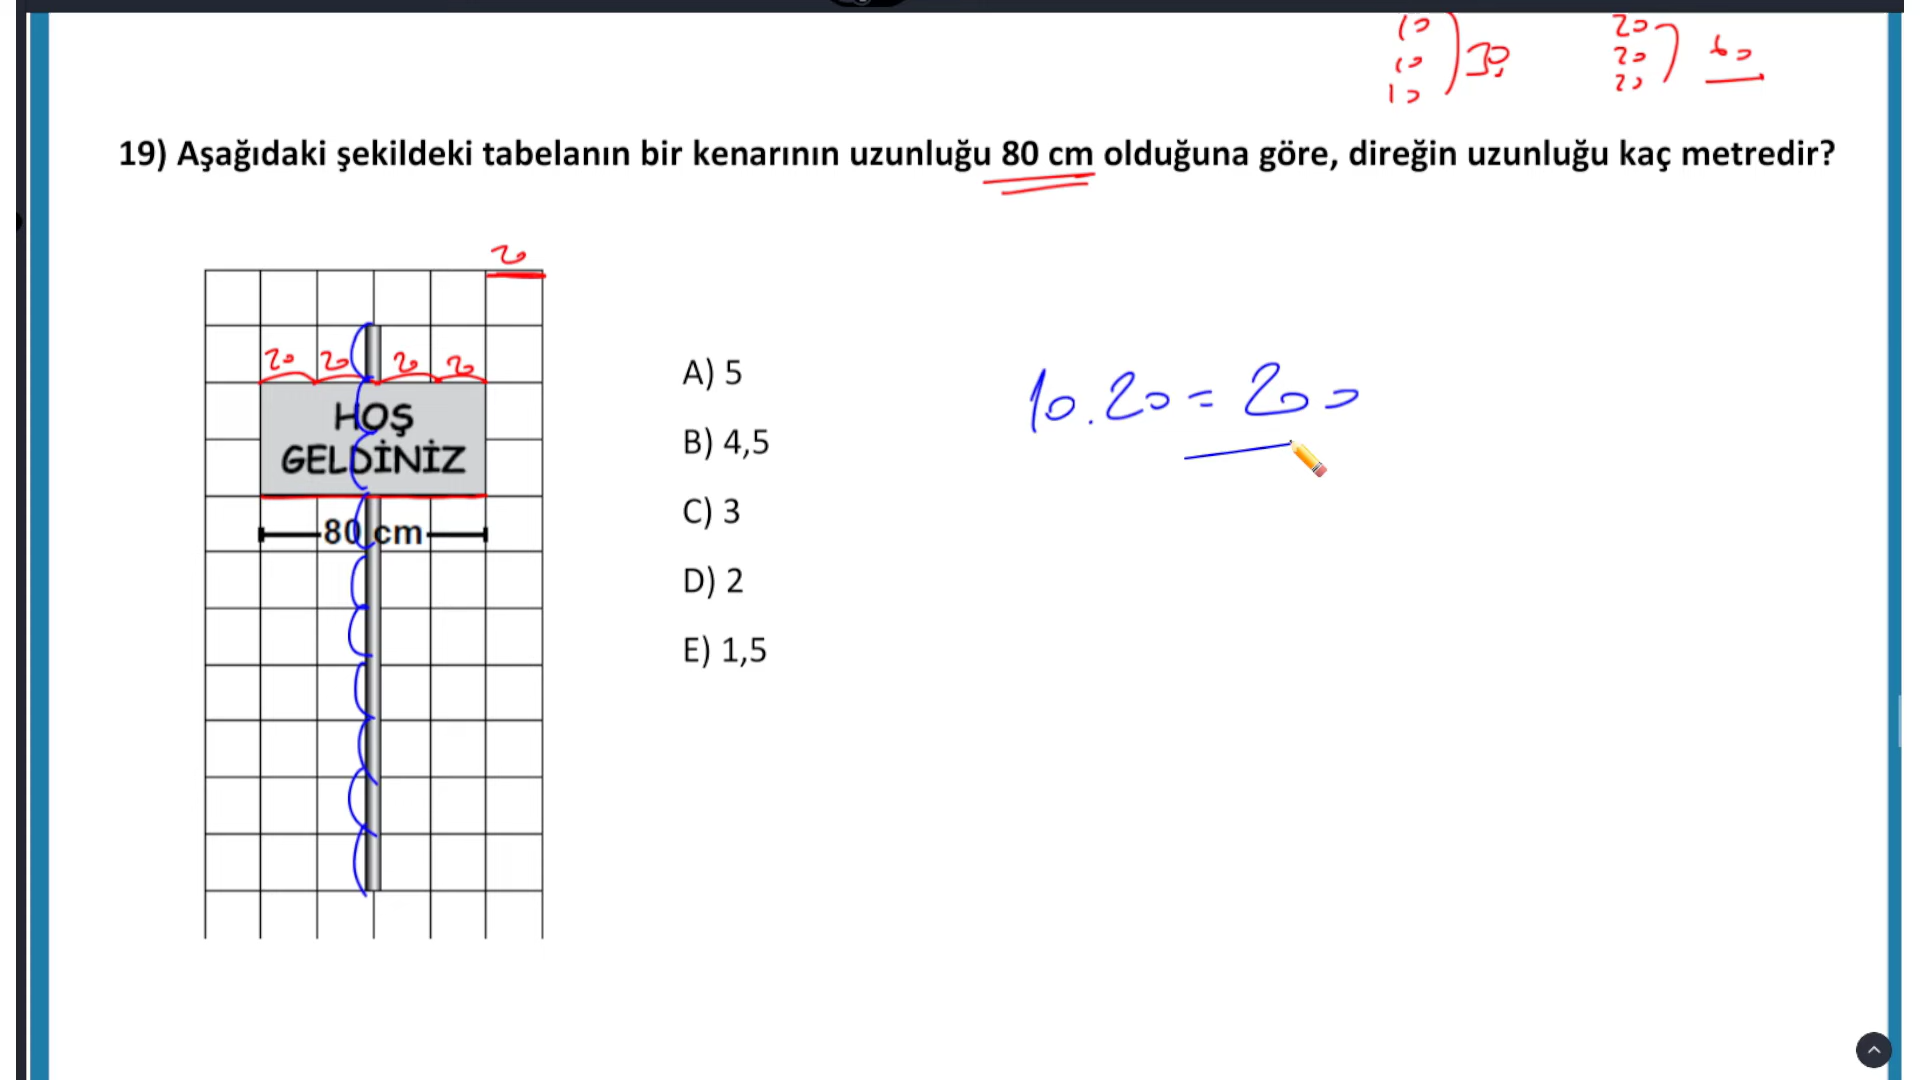 10 20
10 ) 30 20 ) 60
10 20
19) Aşağıdaki şekildeki tabelanın bir kenarının uzunluğu 80 cm olduğuna göre, direğin uzunluğu kaç metredir?
20
20 20 20 20
HOŞ
GELDİNİZ
80 cm
A) 5
B) 4,5
C) 3
D) 2
E) 1,5
10.20 = 200